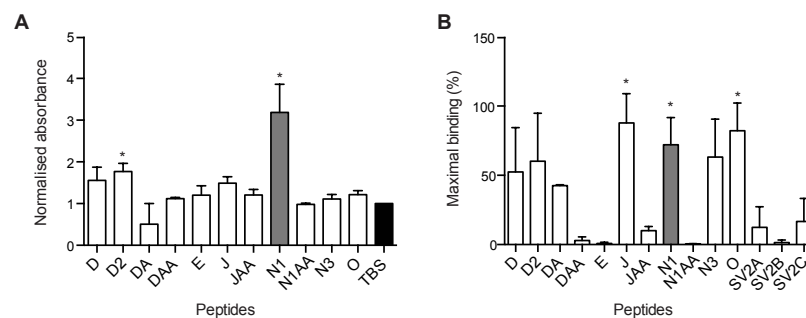 A
Normalised absorbance
5
4
3
2
1
0
*
*
D
D2
DA
DAA
E
J
JAA
N1
N1AA
N3
O
TBS
Peptides
B
Maximal binding (%)
150
100
50
0
*
*
*
D
D2
DA
DAA
E
J
JAA
N1
N1AA
N3
O
SV2A
SV2B
SV2C
Peptides